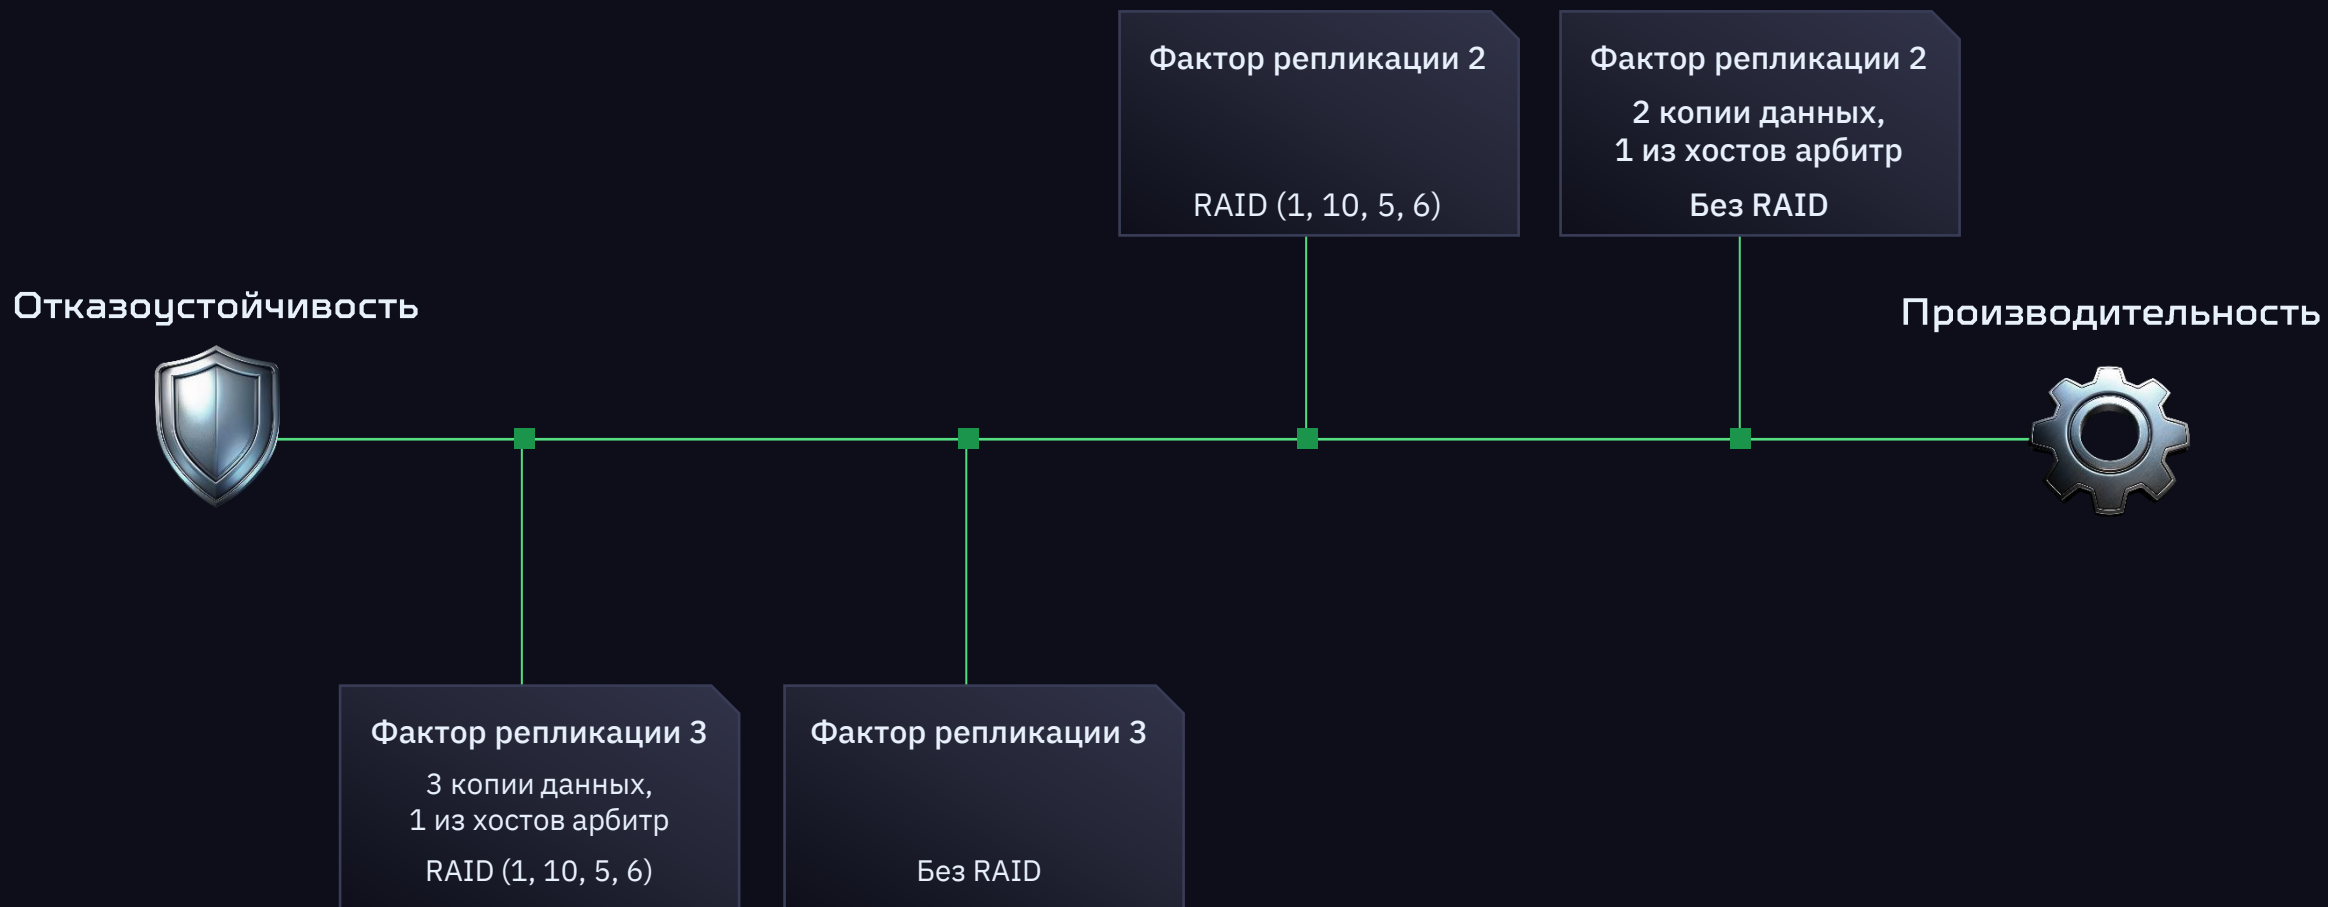 Фактор репликации 2
RAID (1, 10, 5, 6)
Фактор репликации 2
2 копии данных,
1 из хостов арбитр
Без RAID
Отказоустойчивость
Производительность
Фактор репликации 3
3 копии данных,
1 из хостов арбитр
RAID (1, 10, 5, 6)
Фактор репликации 3
Без RAID